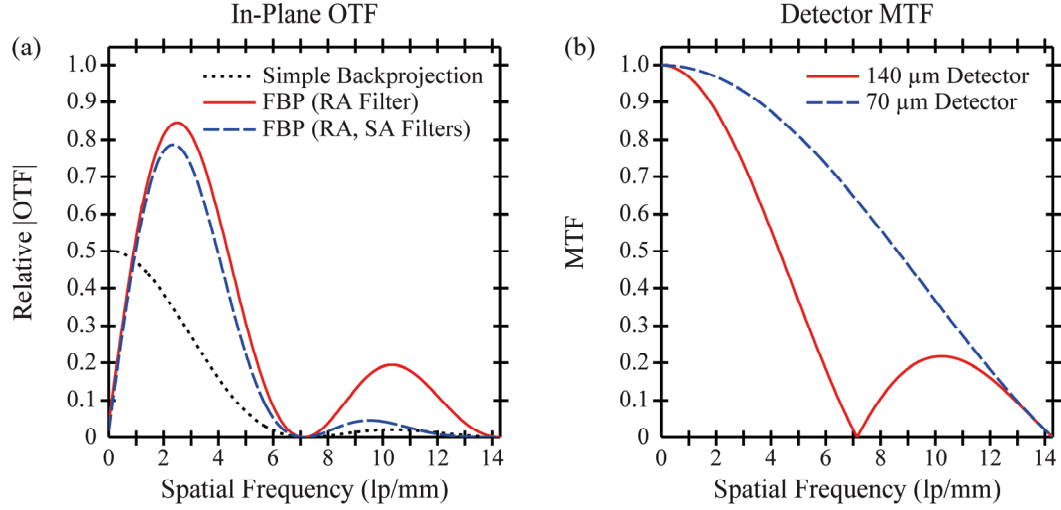 In-Plane OTF
(a)
Simple Backprojection
FBP (RA Filter)
FBP (RA, SA Filters)
Relative |OTF|
1.0
0.9
0.8
0.7
0.6
0.5
0.4
0.3
0.2
0.1
0
0 2 4 6 8 10 12 14
Spatial Frequency (lp/mm)
Detector MTF
(b)
140 µm Detector
70 µm Detector
MTF
1.0
0.9
0.8
0.7
0.6
0.5
0.4
0.3
0.2
0.1
0
0 2 4 6 8 10 12 14
Spatial Frequency (lp/mm)